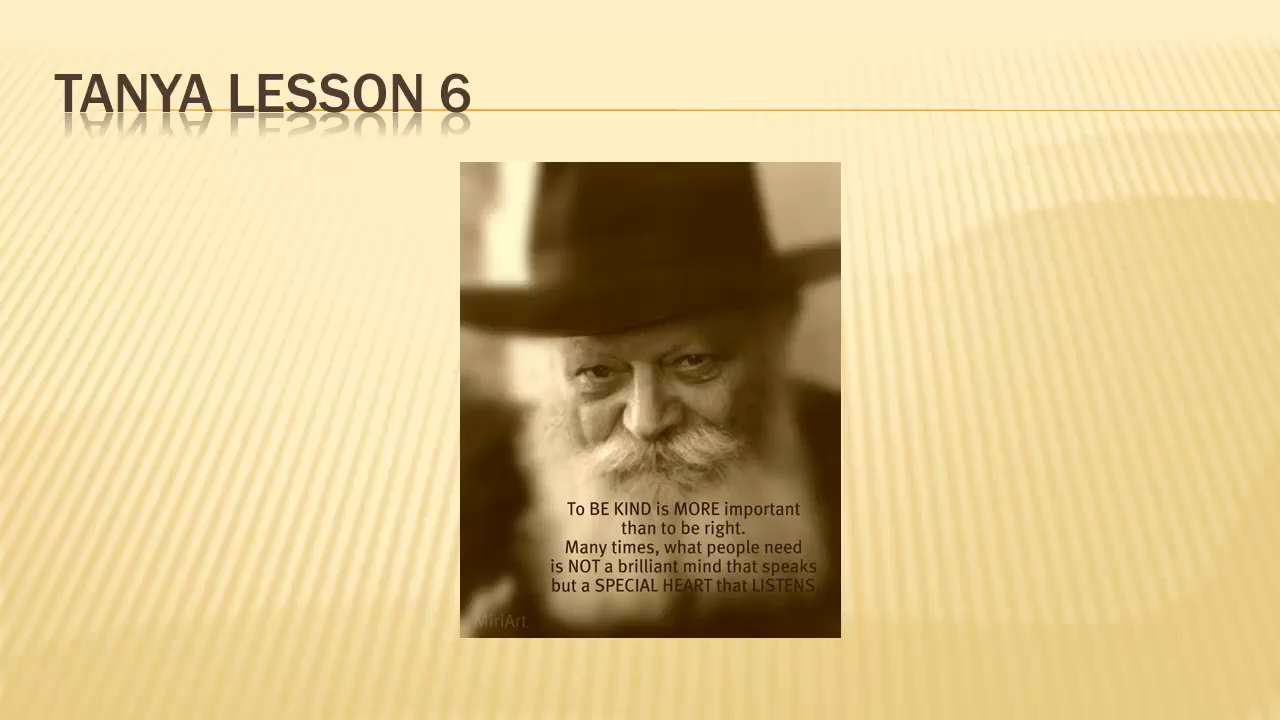 TANYA LESSON 6
To BE KIND is MORE important
than to be right.
Many times, what people need
is NOT a brilliant mind that speaks
but a SPECIAL HEART that LISTENS.
MiriArt